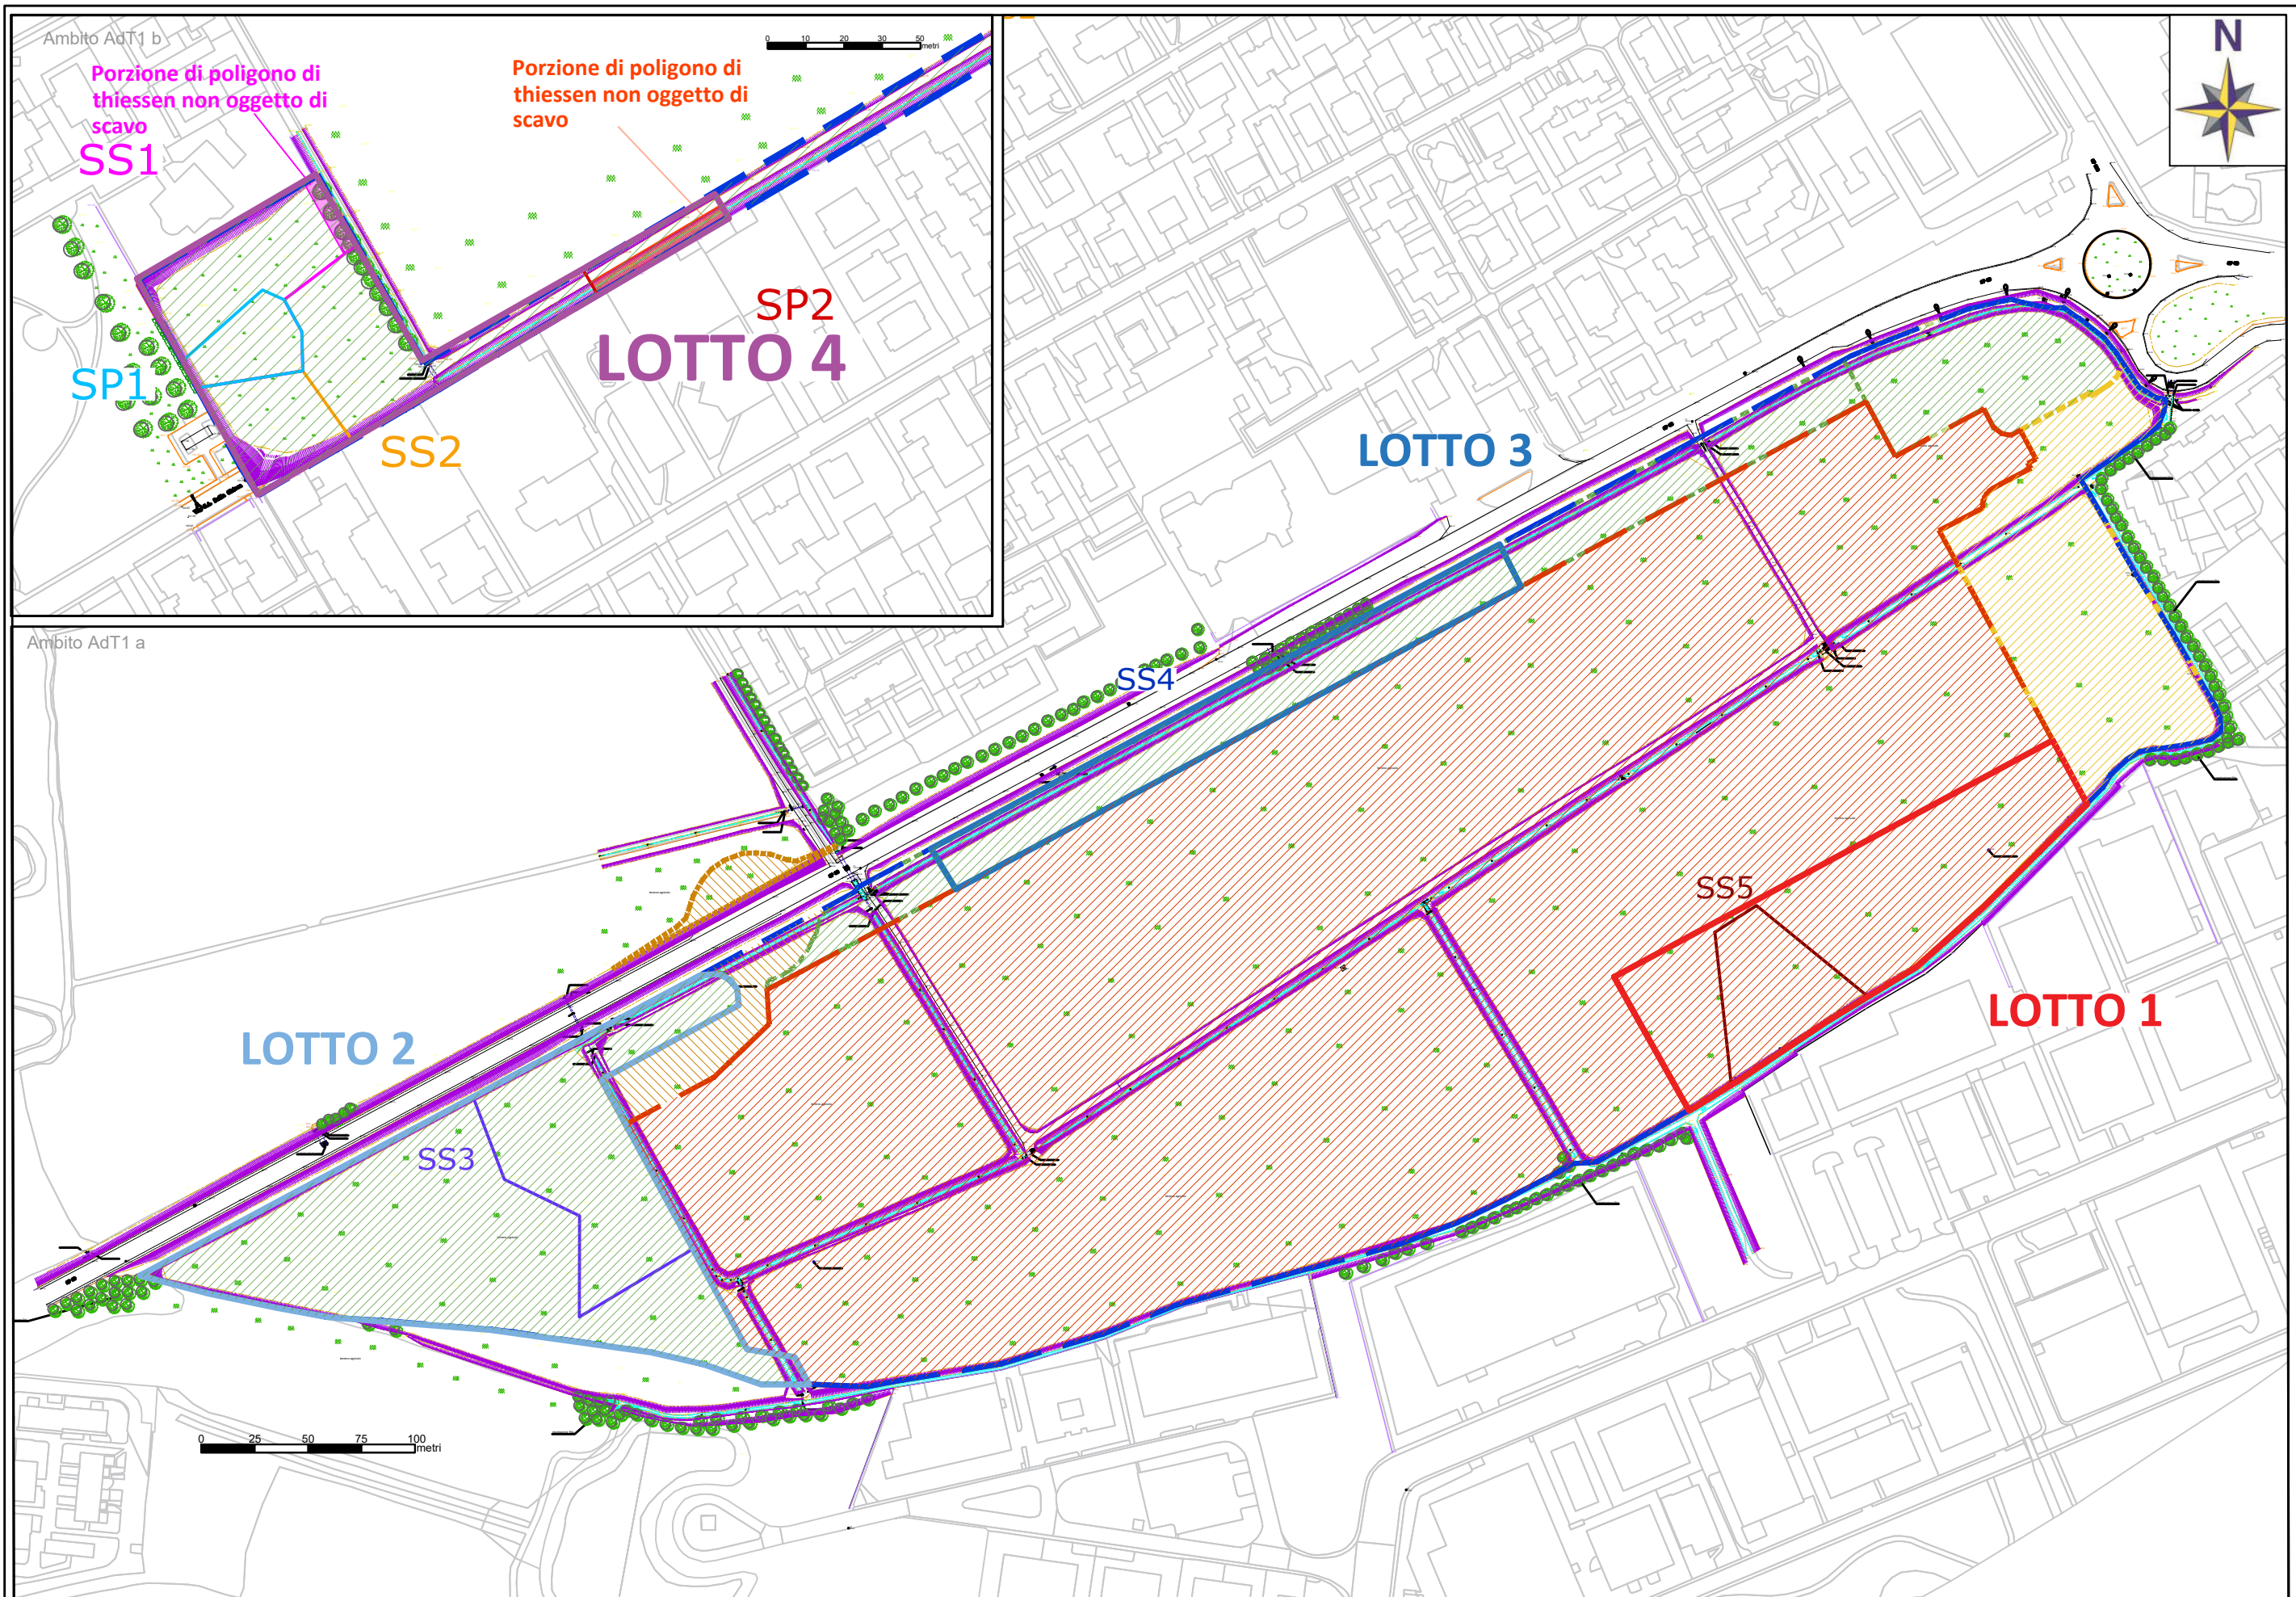 Ambito AdT1 b
Porzione di poligono di
thiessen non oggetto di
scavo
SS1
Porzione di poligono di
thiessen non oggetto di
scavo
0 10 20 30 50
metri
N
SP2
LOTTO 4
SP1
SS2
LOTTO 3
Ambito AdT1 a
SS4
SS5
LOTTO 1
LOTTO 2
SS3
0 25 50 75 100
metri